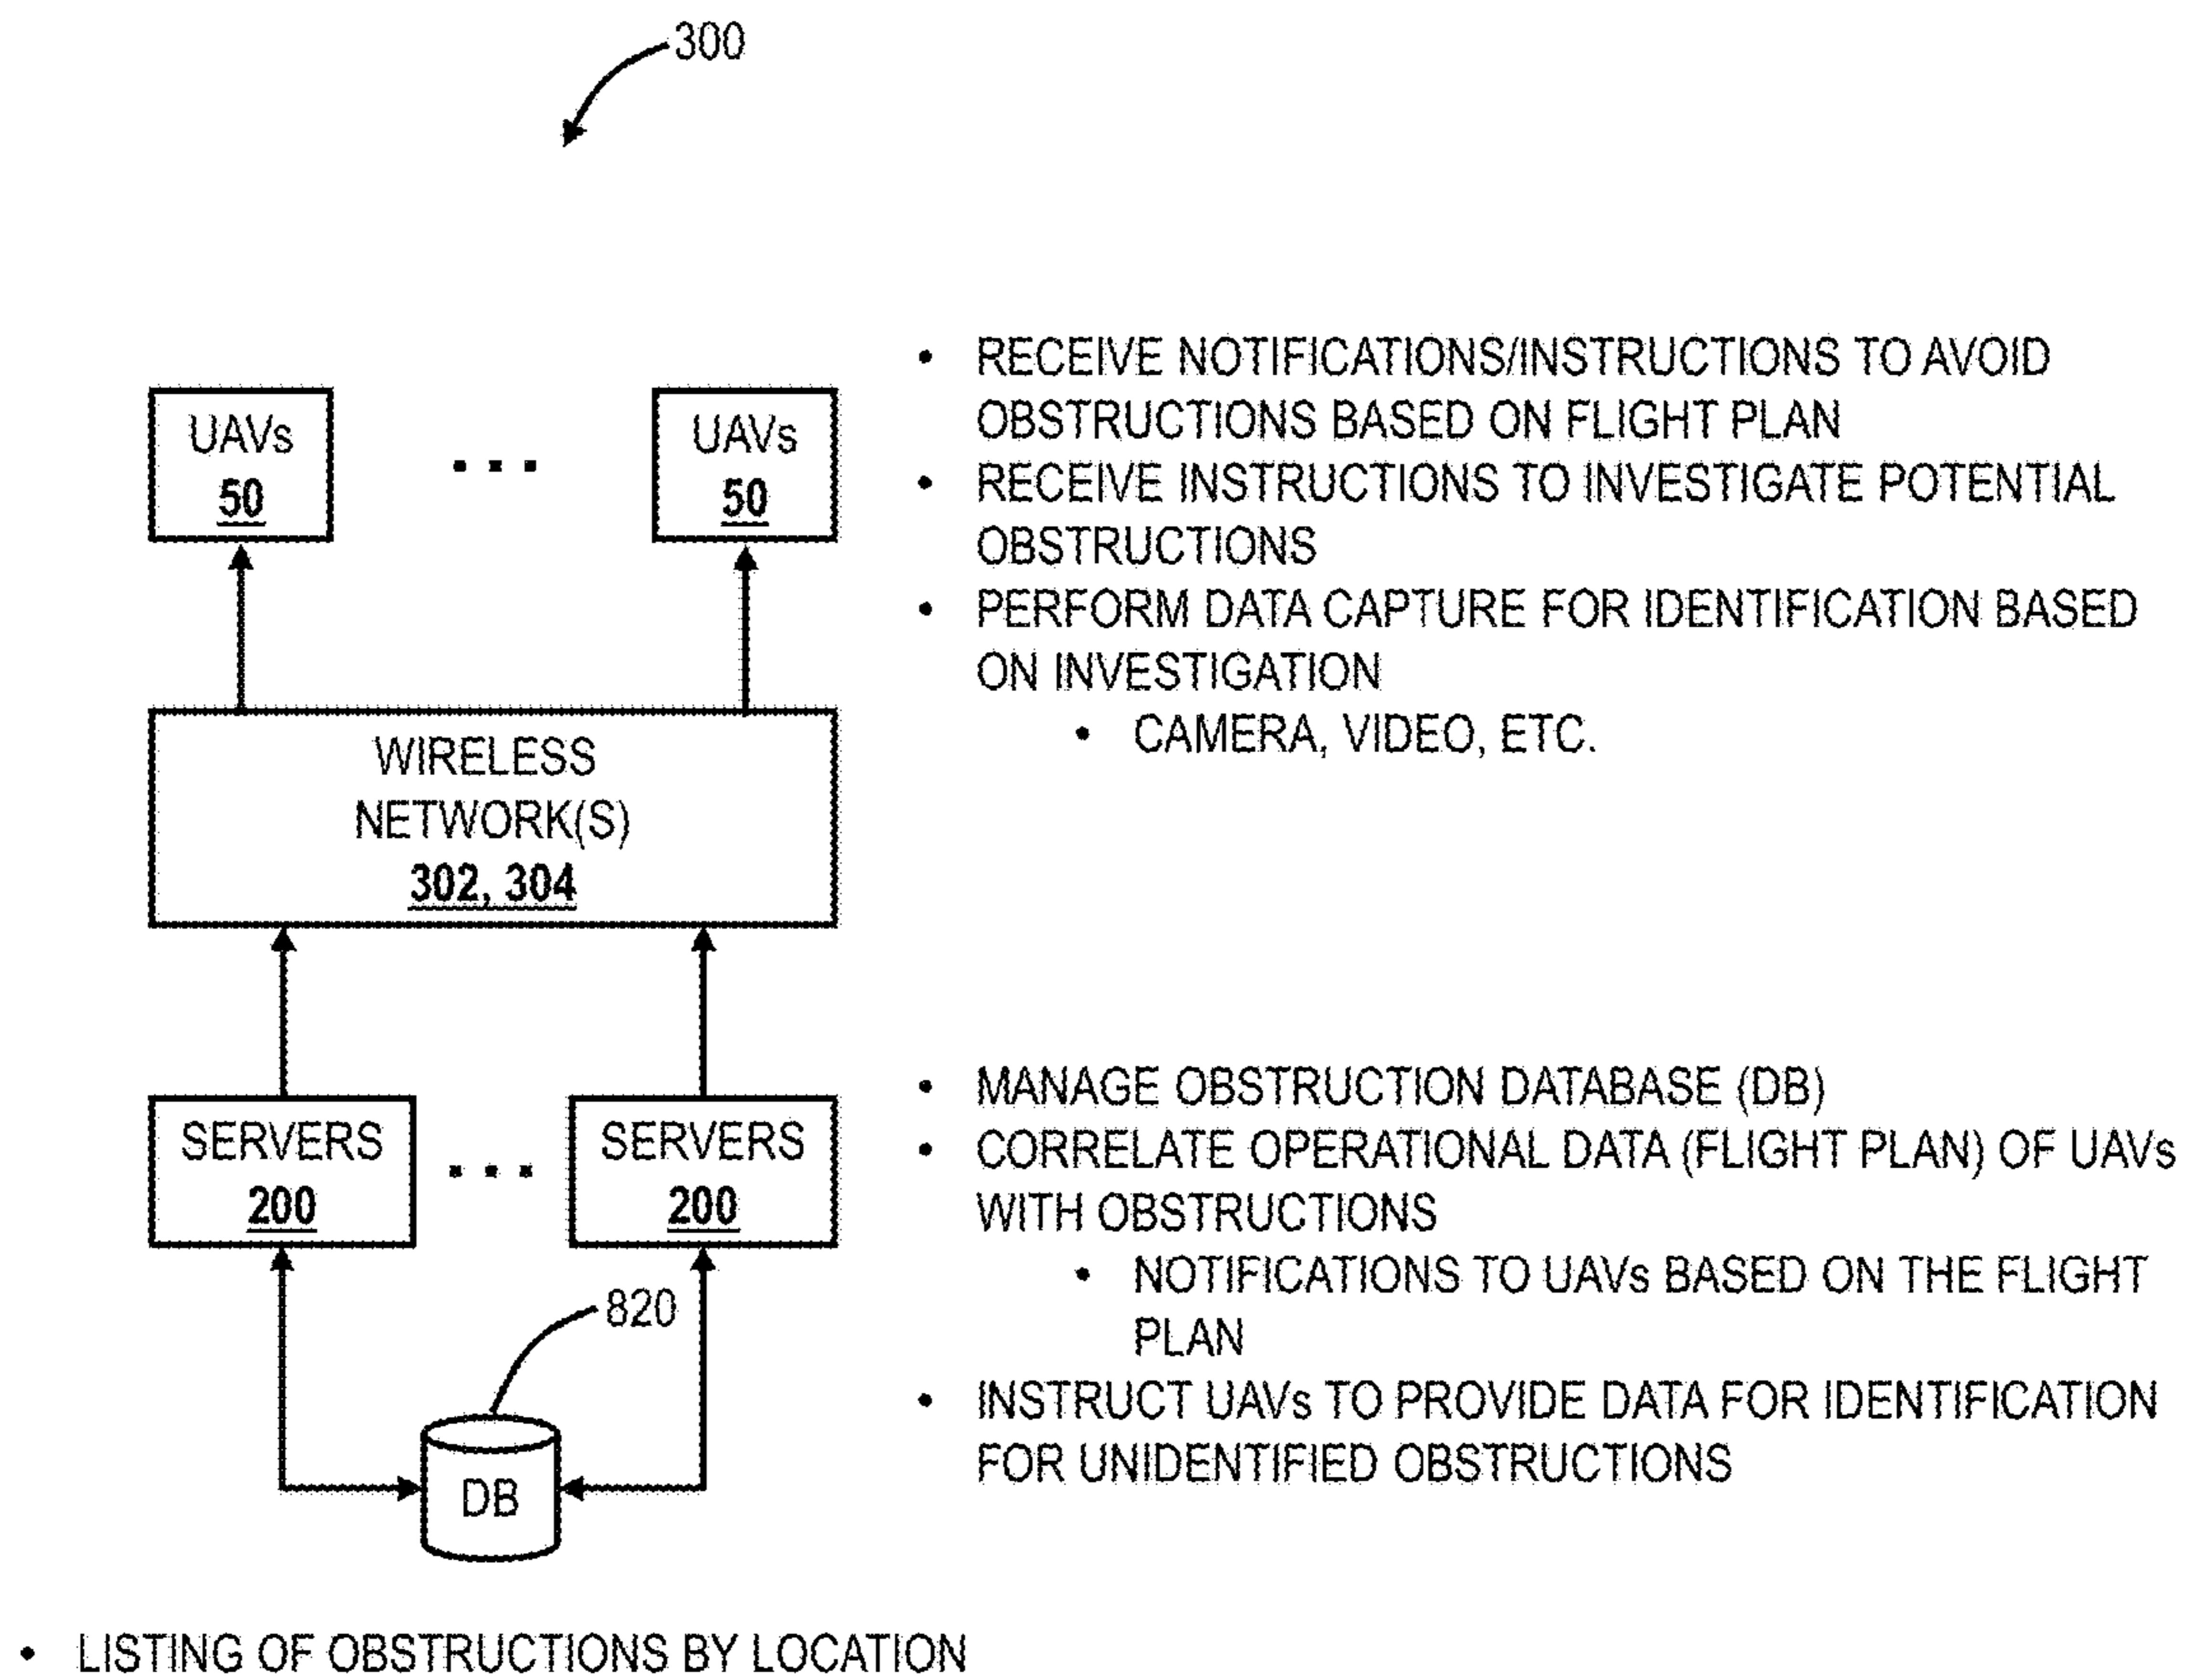 300
UAVs
50
...
UAVs
50
• RECEIVE NOTIFICATIONS/INSTRUCTIONS TO AVOID
OBSTRUCTIONS BASED ON FLIGHT PLAN
• RECEIVE INSTRUCTIONS TO INVESTIGATE POTENTIAL
OBSTRUCTIONS
• PERFORM DATA CAPTURE FOR IDENTIFICATION BASED
ON INVESTIGATION
• CAMERA, VIDEO, ETC.
WIRELESS
NETWORK(S)
302, 304
SERVERS
200
...
SERVERS
200
• MANAGE OBSTRUCTION DATABASE (DB)
• CORRELATE OPERATIONAL DATA (FLIGHT PLAN) OF UAVs
WITH OBSTRUCTIONS
• NOTIFICATIONS TO UAVs BASED ON THE FLIGHT
PLAN
• INSTRUCT UAVs TO PROVIDE DATA FOR IDENTIFICATION
FOR UNIDENTIFIED OBSTRUCTIONS
820
DB
• LISTING OF OBSTRUCTIONS BY LOCATION